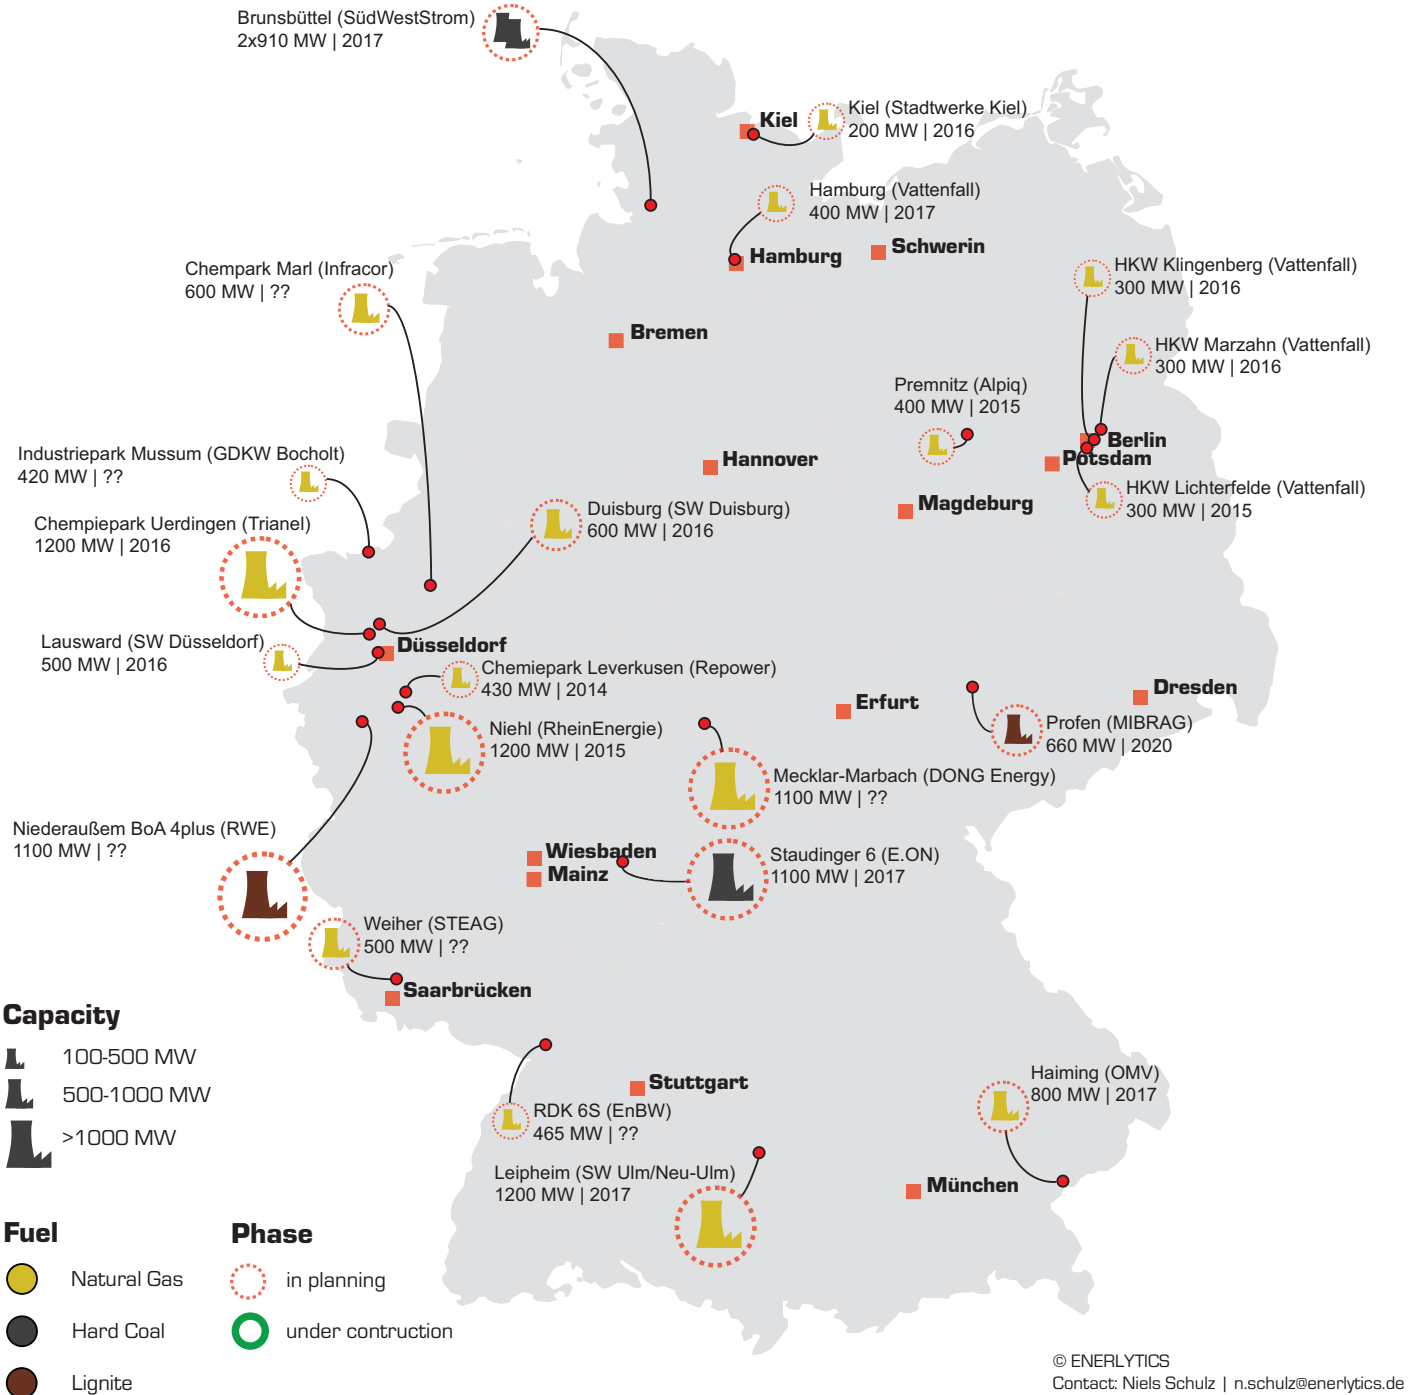 Brunsbüttel (SüdWestStrom)
2x910 MW | 2017
Kiel
Kiel (Stadtwerke Kiel)
200 MW | 2016
Hamburg (Vattenfall)
400 MW | 2017
Hamburg
Schwerin
Chempark Marl (Infracor)
600 MW | ??
HKW Klingenberg (Vattenfall)
300 MW | 2016
Bremen
HKW Marzahn (Vattenfall)
300 MW | 2016
Premnitz (Alpiq)
400 MW | 2015
Berlin
Potsdam
Industriepark Mussum (GDKW Bocholt)
420 MW | ??
Hannover
HKW Lichterfelde (Vattenfall)
300 MW | 2015
Magdeburg
Chempiepark Uerdingen (Trianel)
1200 MW | 2016
Duisburg (SW Duisburg)
600 MW | 2016
Lausward (SW Düsseldorf)
500 MW | 2016
Düsseldorf
Chemiepark Leverkusen (Repower)
430 MW | 2014
Erfurt
Dresden
Niehl (RheinEnergie)
1200 MW | 2015
Profen (MIBRAG)
660 MW | 2020
Mecklar-Marbach (DONG Energy)
1100 MW | ??
Niederaußem BoA 4plus (RWE)
1100 MW | ??
Wiesbaden
Mainz
Staudinger 6 (E.ON)
1100 MW | 2017
Weiher (STEAG)
500 MW | ??
Saarbrücken
Stuttgart
RDK 6S (EnBW)
465 MW | ??
Haiming (OMV)
800 MW | 2017
Leipheim (SW Ulm/Neu-Ulm)
1200 MW | 2017
München
Capacity
100-500 MW
500-1000 MW
>1000 MW
Fuel
Natural Gas
Hard Coal
Lignite
Phase
in planning
under contruction
© ENERLYTICS
Contact: Niels Schulz | n.schulz@enerlytics.de